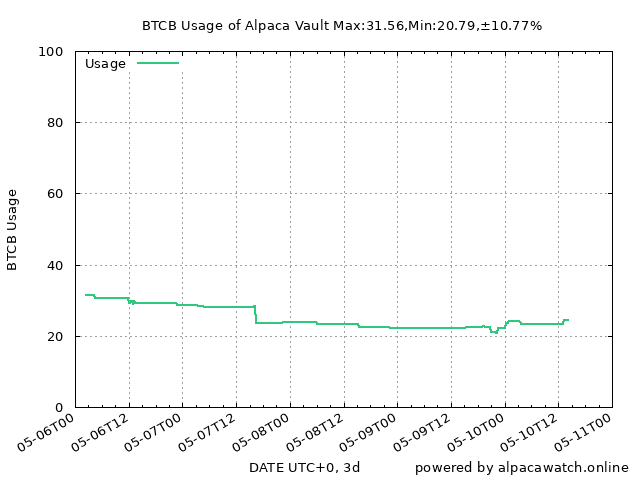 BTCB Usage of Alpaca Vault Max:31.56,Min:20.79,±10.77%
Usage
100
80
60
40
20
0
BTCB Usage
05-06T00
05-06T12
05-07T00
05-07T12
05-08T00
05-08T12
05-09T00
05-09T12
05-10T00
05-10T12
05-11T00
DATE UTC+0, 3d
powered by alpacawatch.online